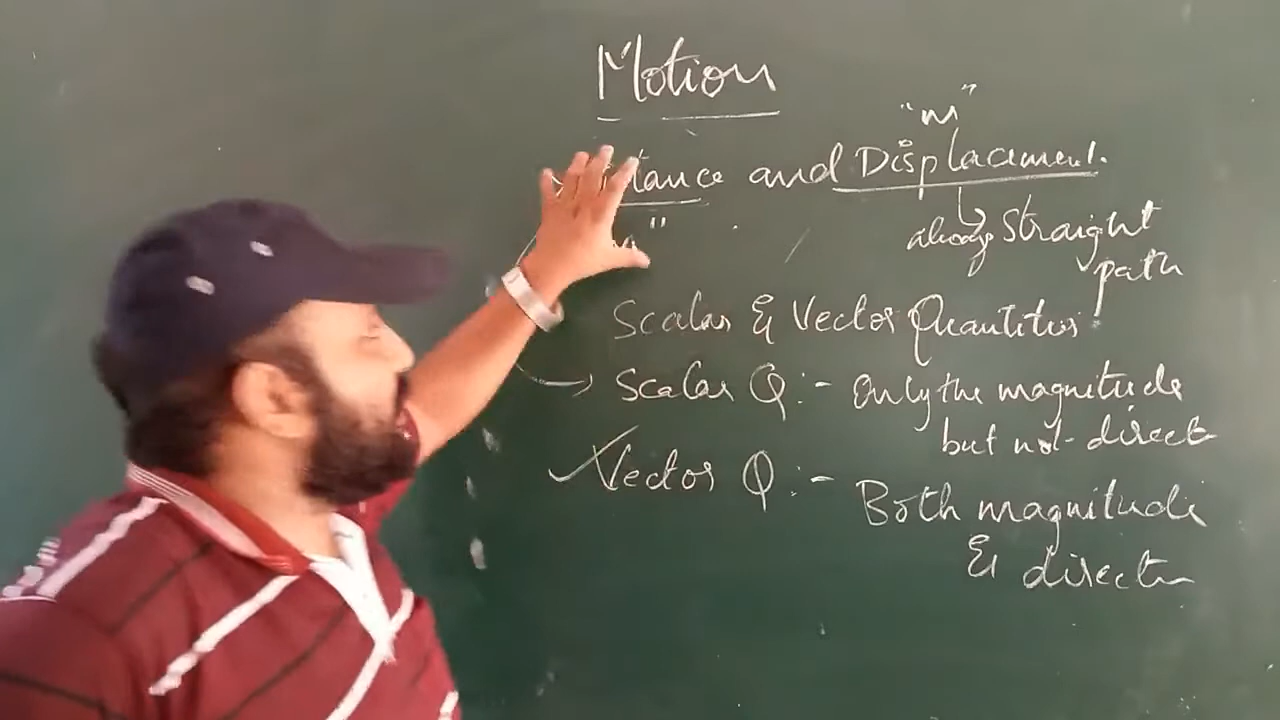 Motion
"m"
tance and Displacement.
"
always straight
path
Scalar & Vector Quantities
Scalar Q :- Only the magnitude
but not direct
Vector Q :- Both magnitude
& directn